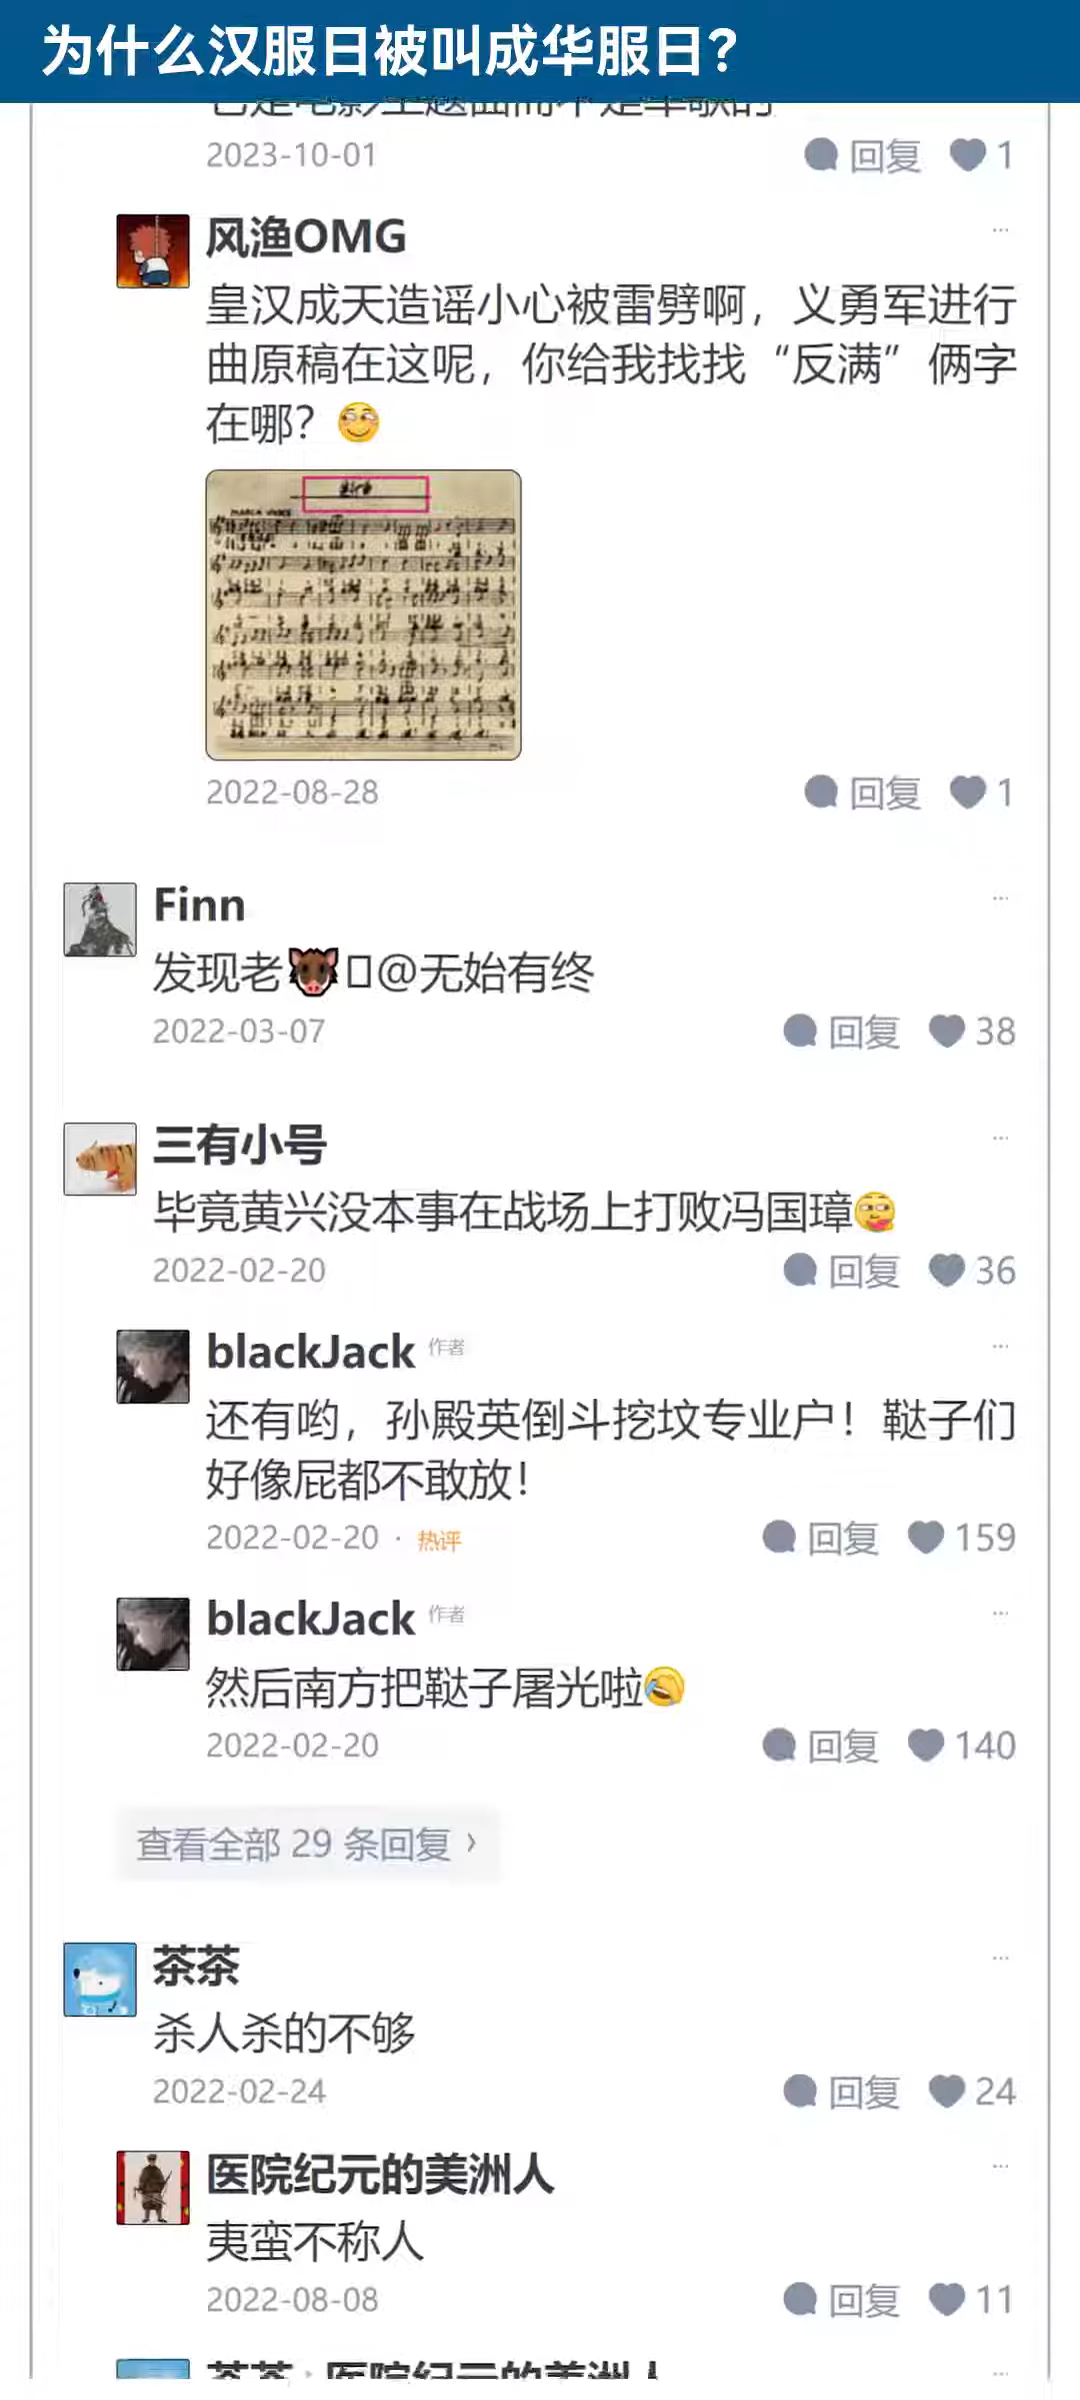 为什么汉服日被叫成华服日?
2023-10-01
回复 1
风渔OMG
皇汉成天造谣小心被雷劈啊，义勇军进行
曲原稿在这呢，你给我找找“反满”俩字
在哪？
2022-08-28
回复 1
Finn
发现老🐗▯@无始有终
2022-03-07
回复 38
三有小号
毕竟黄兴没本事在战场上打败冯国璋
2022-02-20
回复 36
blackJack 作者
还有哟，孙殿英倒斗挖坟专业户！鞑子们
好像屁都不敢放！
2022-02-20 · 热评
回复 159
blackJack 作者
然后南方把鞑子屠光啦
2022-02-20
回复 140
查看全部 29 条回复 ›
茶茶
杀人杀的不够
2022-02-24
回复 24
医院纪元的美洲人
夷蛮不称人
2022-08-08
回复 11